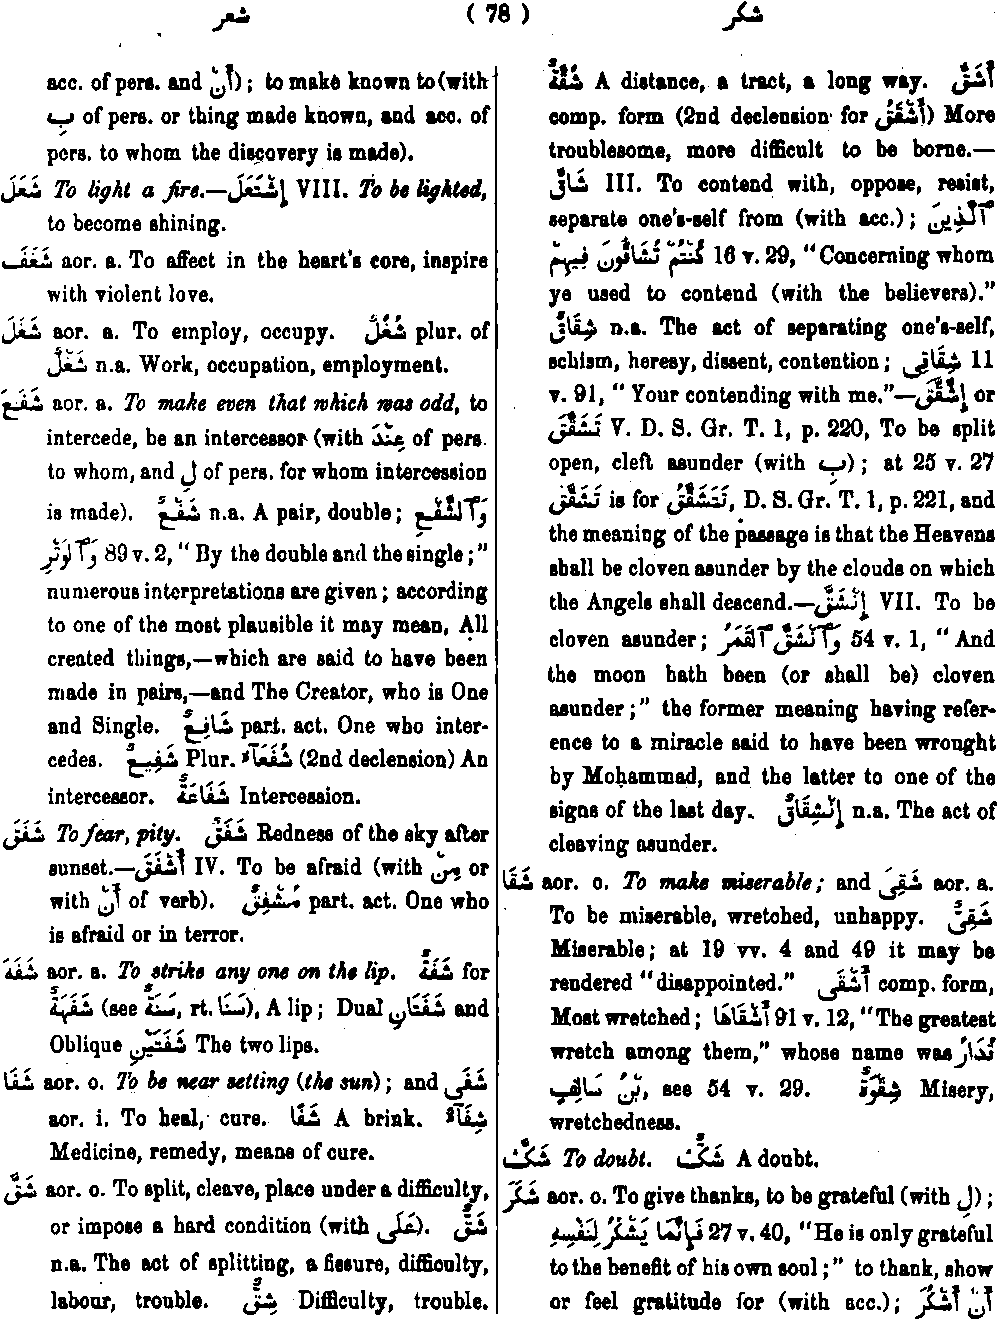 شعر ( 78 ) شكر
acc. of pers. and أَنَّ); to make known to (with
بِ of pers. or thing made known, and acc. of
pers. to whom the discovery is made).
شَعَلَ To light a fire.—إِشْتَعَلَ VIII. To be lighted,
to become shining.
شَغَفَ aor. a. To affect in the heart's core, inspire
with violent love.
شَغَلَ aor. a. To employ, occupy. شُغُلٌ plur. of
شَغْلٌ n.a. Work, occupation, employment.
شَفَعَ aor. a. To make even that which was odd, to
intercede, be an intercessor (with عِنْدَ of pers.
to whom, and لِ of pers. for whom intercession
is made). شَفْعٌ n.a. A pair, double; وَٱلشَّفْعِ
وَٱلْوَتْرِ 89 v. 2, "By the double and the single;"
numerous interpretations are given; according
to one of the most plausible it may mean, All
created things,—which are said to have been
made in pairs,—and The Creator, who is One
and Single. شَافِعٌ part. act. One who inter-
cedes. شَفِيعٌ Plur. شُفَعَآءُ (2nd declension) An
intercessor. شَفَاعَةٌ Intercession.
شَفَقَ To fear, pity. شَفَقٌ Redness of the sky after
sunset.—أَشْفَقَ IV. To be afraid (with مِنْ or
with أَنْ of verb). مُشْفِقٌ part. act. One who
is afraid or in terror.
شَفَهَ aor. a. To strike any one on the lip. شَفَةٌ for
شَفَهَةٌ (see سَنَةٌ, rt. سَنَا), A lip; Dual شَفَتَانِ and
Oblique شَفَتَيْنِ The two lips.
شَفَا aor. o. To be near setting (the sun); and شَفَى
aor. i. To heal, cure. شَفًا A brink. شِفَآءٌ
Medicine, remedy, means of cure.
شَقَّ aor. o. To split, cleave, place under a difficulty,
or impose a hard condition (with عَلَى). شَقٌّ
n.a. The act of splitting, a fissure, difficulty,
labour, trouble. شِقٌّ Difficulty, trouble.
شُقَّةٌ A distance, a tract, a long way. أَشَقُّ
comp. form (2nd declension for أَشْقَقُ) More
troublesome, more difficult to be borne.—
شَاقَّ III. To contend with, oppose, resist,
separate one's-self from (with acc.); ٱلَّذِينَ
كُنْتُمْ تُشَاقُّونَ فِيهِمْ 16 v. 29, "Concerning whom
ye used to contend (with the believers)."
شِقَاقٌ n.a. The act of separating one's-self,
schism, heresy, dissent, contention; شِقَاقِى 11
v. 91, "Your contending with me."—إِشَّقَّقَ or
تَشَقَّقَ V. D. S. Gr. T. 1, p. 220, To be split
open, cleft asunder (with بِ); at 25 v. 27
تَشَقَّقُ is for تَتَشَقَّقُ, D. S. Gr. T. 1, p. 221, and
the meaning of the passage is that the Heavens
shall be cloven asunder by the clouds on which
the Angels shall descend.—إِنْشَقَّ VII. To be
cloven asunder; وَٱنْشَقَّ ٱلْقَمَرُ 54 v. 1, "And
the moon hath been (or shall be) cloven
asunder;" the former meaning having refer-
ence to a miracle said to have been wrought
by Moḥammad, and the latter to one of the
signs of the last day. إِنْشِقَاقٌ n.a. The act of
cleaving asunder.
شَقَا aor. o. To make miserable; and شَقِىَ aor. a.
To be miserable, wretched, unhappy. شَقِىٌّ
Miserable; at 19 vv. 4 and 49 it may be
rendered "disappointed." أَشْقَى comp. form,
Most wretched; أَشْقَاهَا 91 v. 12, "The greatest
wretch among them," whose name was قُدَارُ
بْنُ سَالِفٍ, see 54 v. 29. شِقْوَةٌ Misery,
wretchedness.
شَكَّ To doubt. شَكٌّ A doubt.
شَكَرَ aor. o. To give thanks, to be grateful (with لِ);
فَإِنَّمَا يَشْكُرُ لِنَفْسِهِ 27 v. 40, "He is only grateful
to the benefit of his own soul;" to thank, show
or feel gratitude for (with acc.); أَنْ أَشْكُرَ